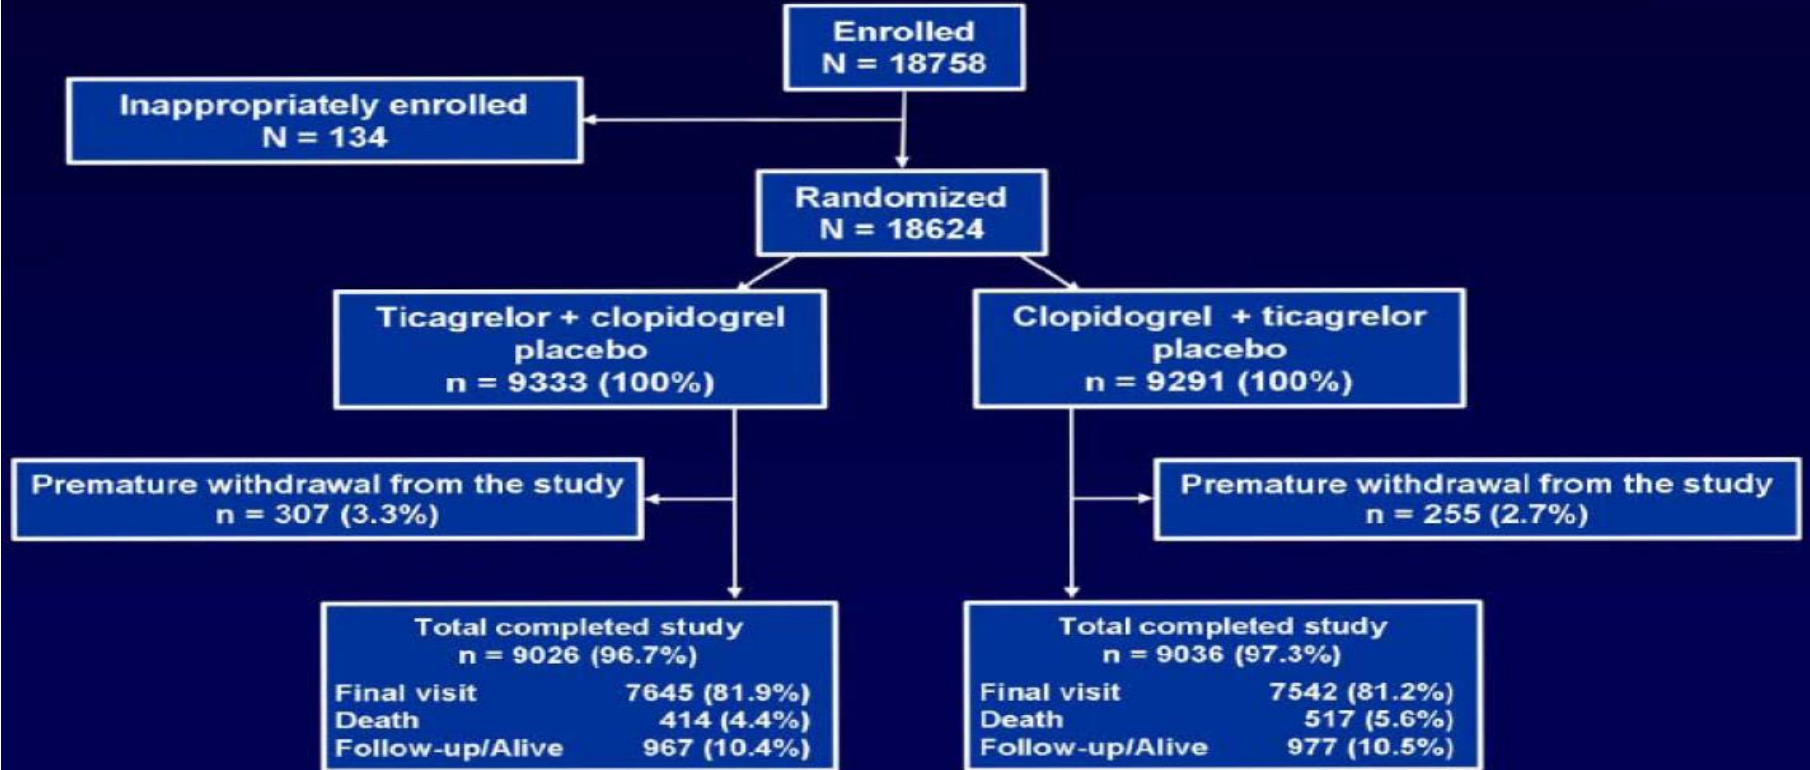 Enrolled
N = 18758
Inappropriately enrolled
N = 134
Randomized
N = 18624
Ticagrelor + clopidogrel
placebo
n = 9333 (100%)
Clopidogrel + ticagrelor
placebo
n = 9291 (100%)
Premature withdrawal from the study
n = 307 (3.3%)
Premature withdrawal from the study
n = 255 (2.7%)
Total completed study
n = 9026 (96.7%)
Final visit 7645 (81.9%)
Death 414 (4.4%)
Follow-up/Alive 967 (10.4%)
Total completed study
n = 9036 (97.3%)
Final visit 7542 (81.2%)
Death 517 (5.6%)
Follow-up/Alive 977 (10.5%)